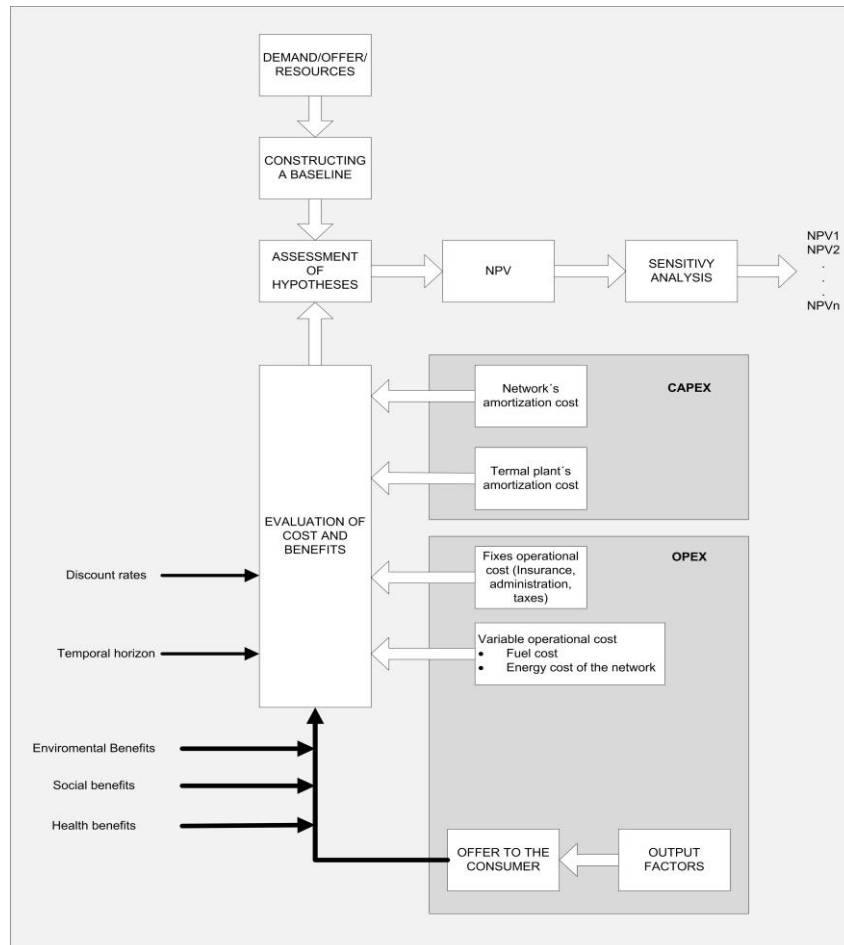 DEMAND/OFFER/
RESOURCES
CONSTRUCTING
A BASELINE
ASSESSMENT
OF
HYPOTHESES
NPV
SENSITIVY
ANALYSIS
NPV1
NPV2
.
.
.
NPVn
Network´s
amortization cost
CAPEX
Termal plant´s
amortization cost
EVALUATION OF
COST AND
BENEFITS
Fixes operational
cost (Insurance,
administration,
taxes)
OPEX
Discount rates
Variable operational cost
• Fuel cost
• Energy cost of the network
Temporal horizon
Enviromental Benefits
Social benefits
Health benefits
OFFER TO THE
CONSUMER
OUTPUT
FACTORS